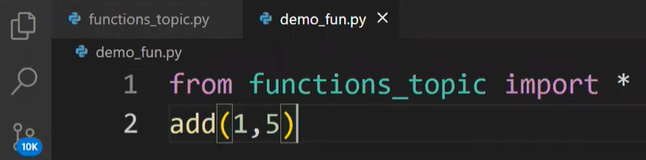 functions_topic.py demo_fun.py
demo_fun.py
1 from functions_topic import *
2 add(1,5)
10K